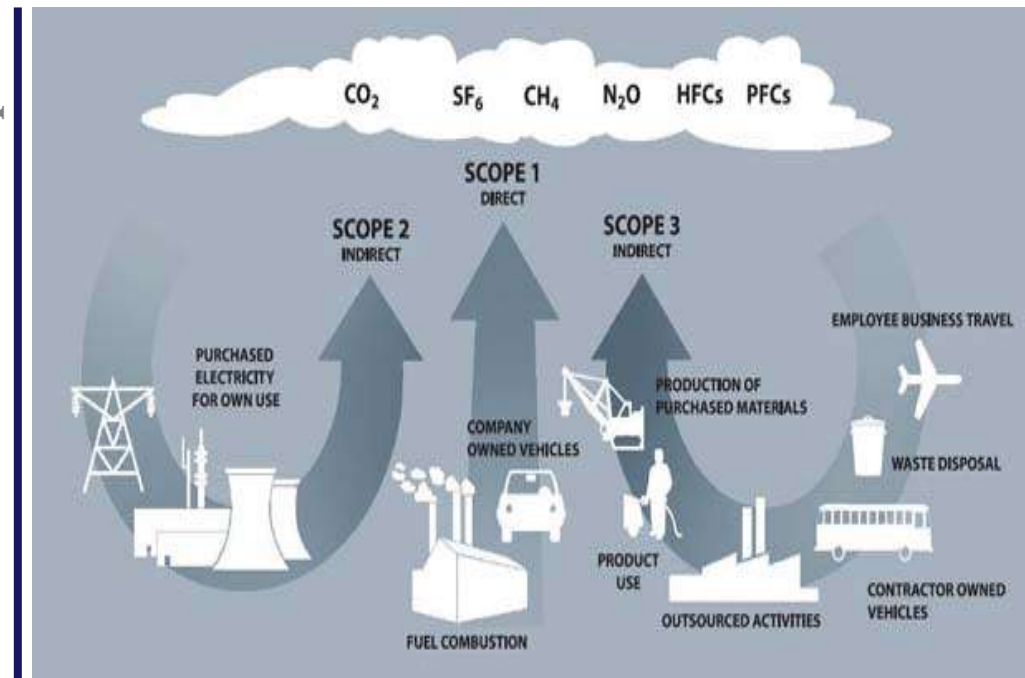 CO₂ SF₆ CH₄ N₂O HFCs PFCs
SCOPE 1
DIRECT
SCOPE 2
INDIRECT
SCOPE 3
INDIRECT
PURCHASED
ELECTRICITY
FOR OWN USE
COMPANY
OWNED VEHICLES
FUEL COMBUSTION
EMPLOYEE BUSINESS TRAVEL
PRODUCTION OF
PURCHASED MATERIALS
WASTE DISPOSAL
PRODUCT
USE
OUTSOURCED ACTIVITIES
CONTRACTOR OWNED
VEHICLES